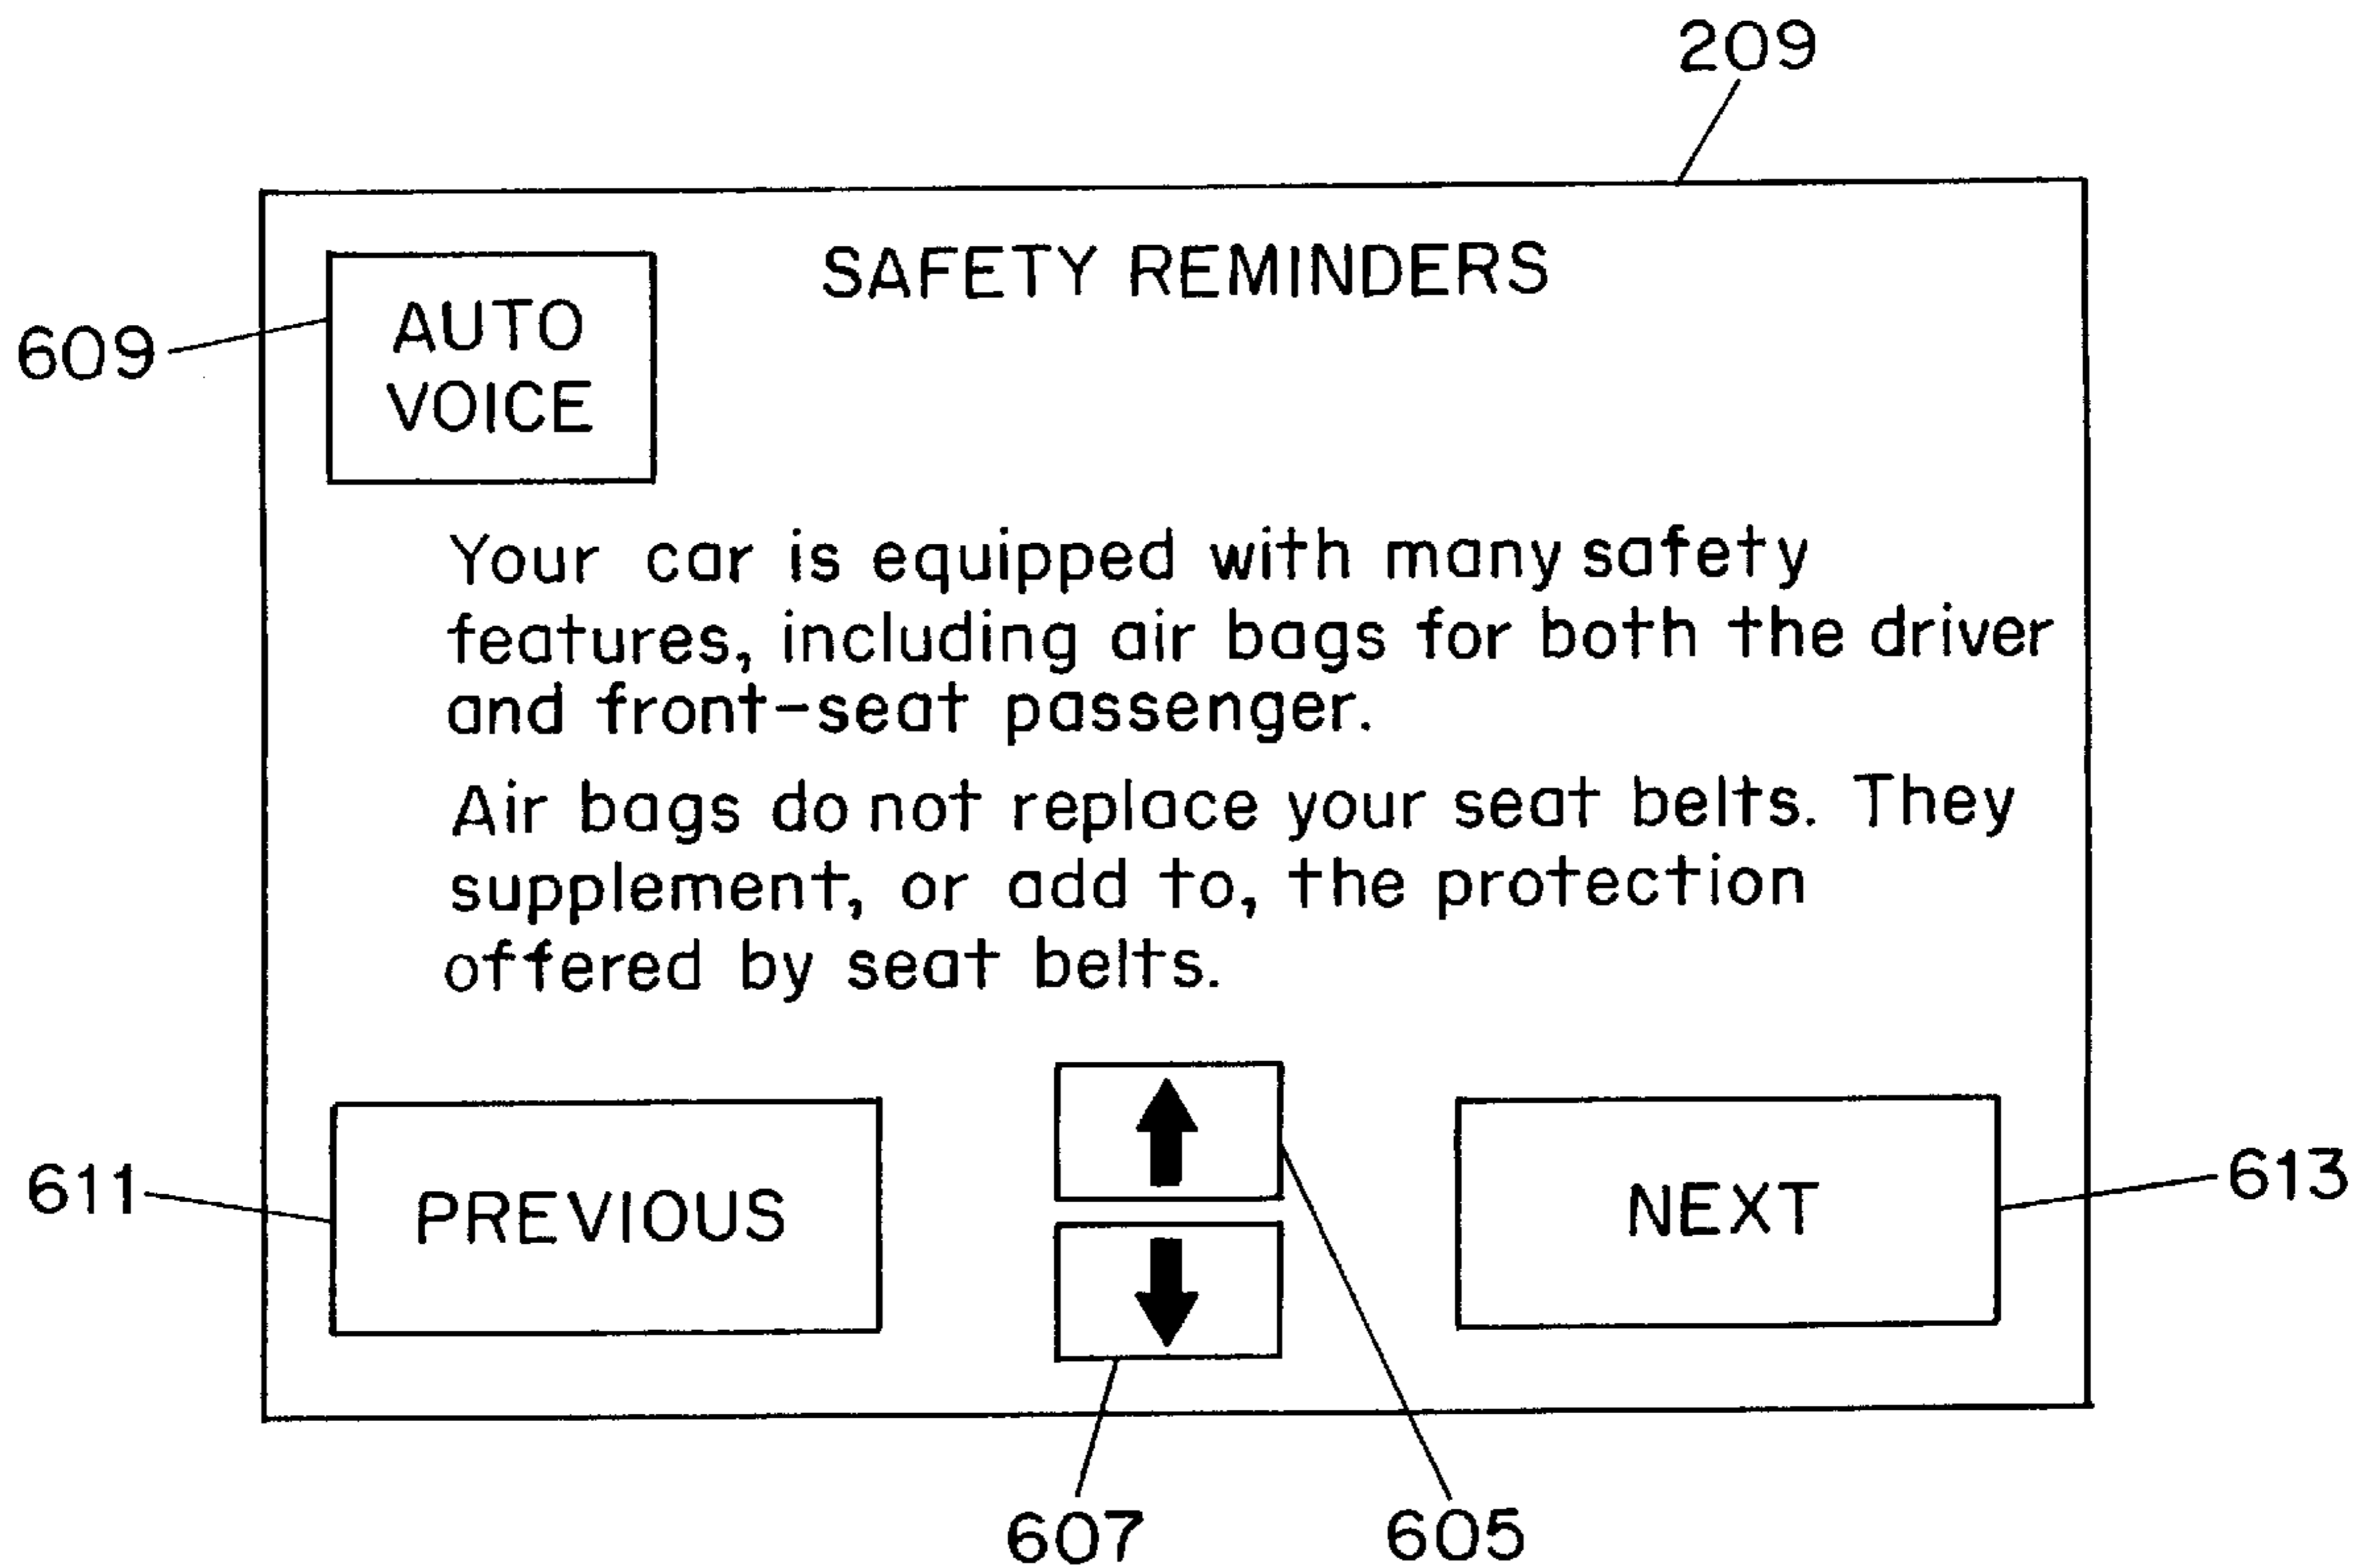 209
SAFETY REMINDERS
609
AUTO
VOICE
Your car is equipped with many safety
features, including air bags for both the driver
and front-seat passenger.
Air bags do not replace your seat belts. They
supplement, or add to, the protection
offered by seat belts.
611
PREVIOUS
NEXT
613
607
605